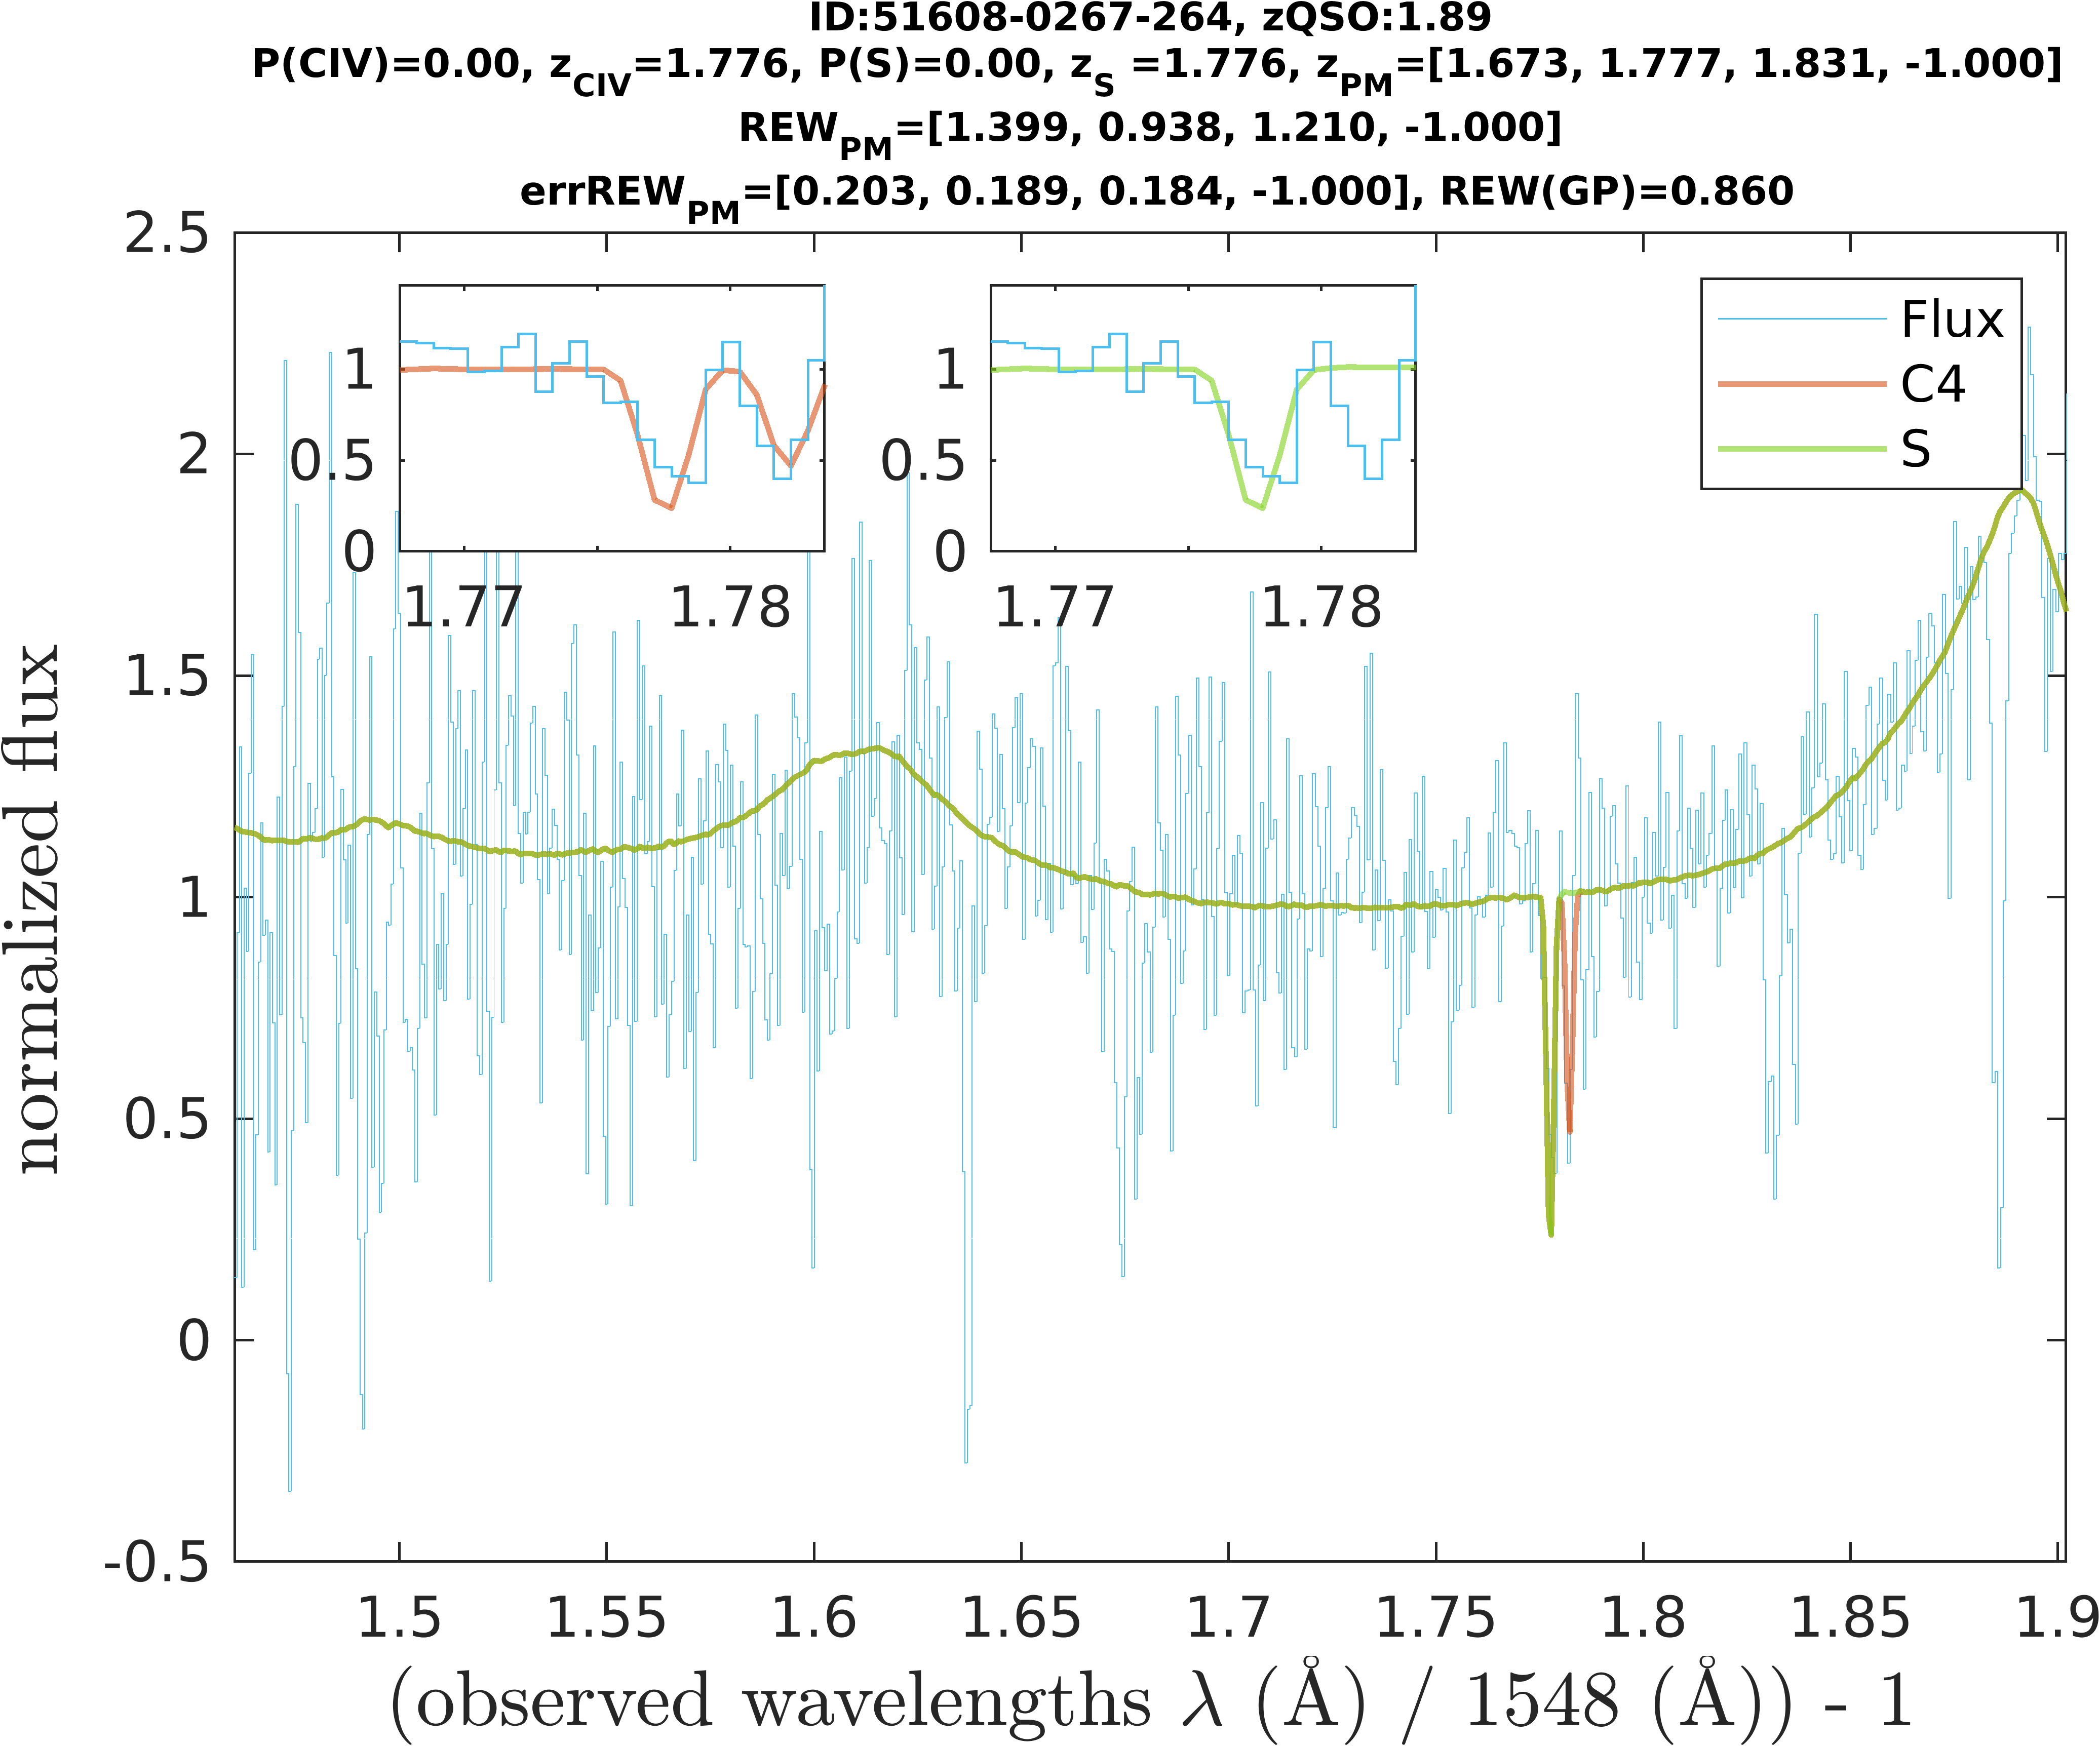 ID:51608-0267-264, zQSO:1.89
P(CIV)=0.00, zCIV=1.776, P(S)=0.00, zS =1.776, zPM=[1.673, 1.777, 1.831, -1.000]
REWPM=[1.399, 0.938, 1.210, -1.000]
errREWPM=[0.203, 0.189, 0.184, -1.000], REW(GP)=0.860
2.5
2
1.5
1
0.5
0
-0.5
normalized flux
1
0.5
0
1.77
1.78
1
0.5
0
1.77
1.78
Flux
C4
S
1.5
1.55
1.6
1.65
1.7
1.75
1.8
1.85
1.9
(observed wavelengths λ (Å) / 1548 (Å)) - 1